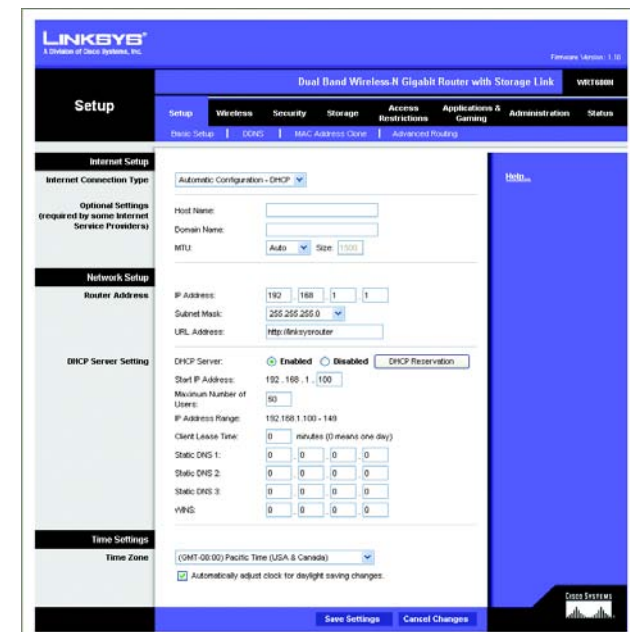 LINKSYS®
A Division of Cisco Systems, Inc.
Firmware Version: 1.10
Dual Band Wireless-N Gigabit Router with Storage Link WRT600N
Setup
Setup Wireless Security Storage Access Restrictions Applications & Gaming Administration Status
Basic Setup | DDNS | MAC Address Clone | Advanced Routing
Internet Setup
Internet Connection Type Automatic Configuration - DHCP
Help...
Optional Settings
(required by some Internet
Service Providers)
Host Name:
Domain Name:
MTU: Auto Size: 1500
Network Setup
Router Address
IP Address: 192 . 168 . 1 . 1
Subnet Mask: 255.255.255.0
URL Address: http://linksysrouter
DHCP Server Setting
DHCP Server: Enabled Disabled DHCP Reservation
Start IP Address: 192 . 168 . 1 . 100
Maximum Number of
Users: 50
IP Address Range: 192.168.1.100 - 149
Client Lease Time: 0 minutes (0 means one day)
Static DNS 1: 0 . 0 . 0 . 0
Static DNS 2: 0 . 0 . 0 . 0
Static DNS 3: 0 . 0 . 0 . 0
WINS: 0 . 0 . 0 . 0
Time Settings
Time Zone
(GMT-08:00) Pacific Time (USA & Canada)
Automatically adjust clock for daylight saving changes.
Save Settings Cancel Changes
Cisco Systems